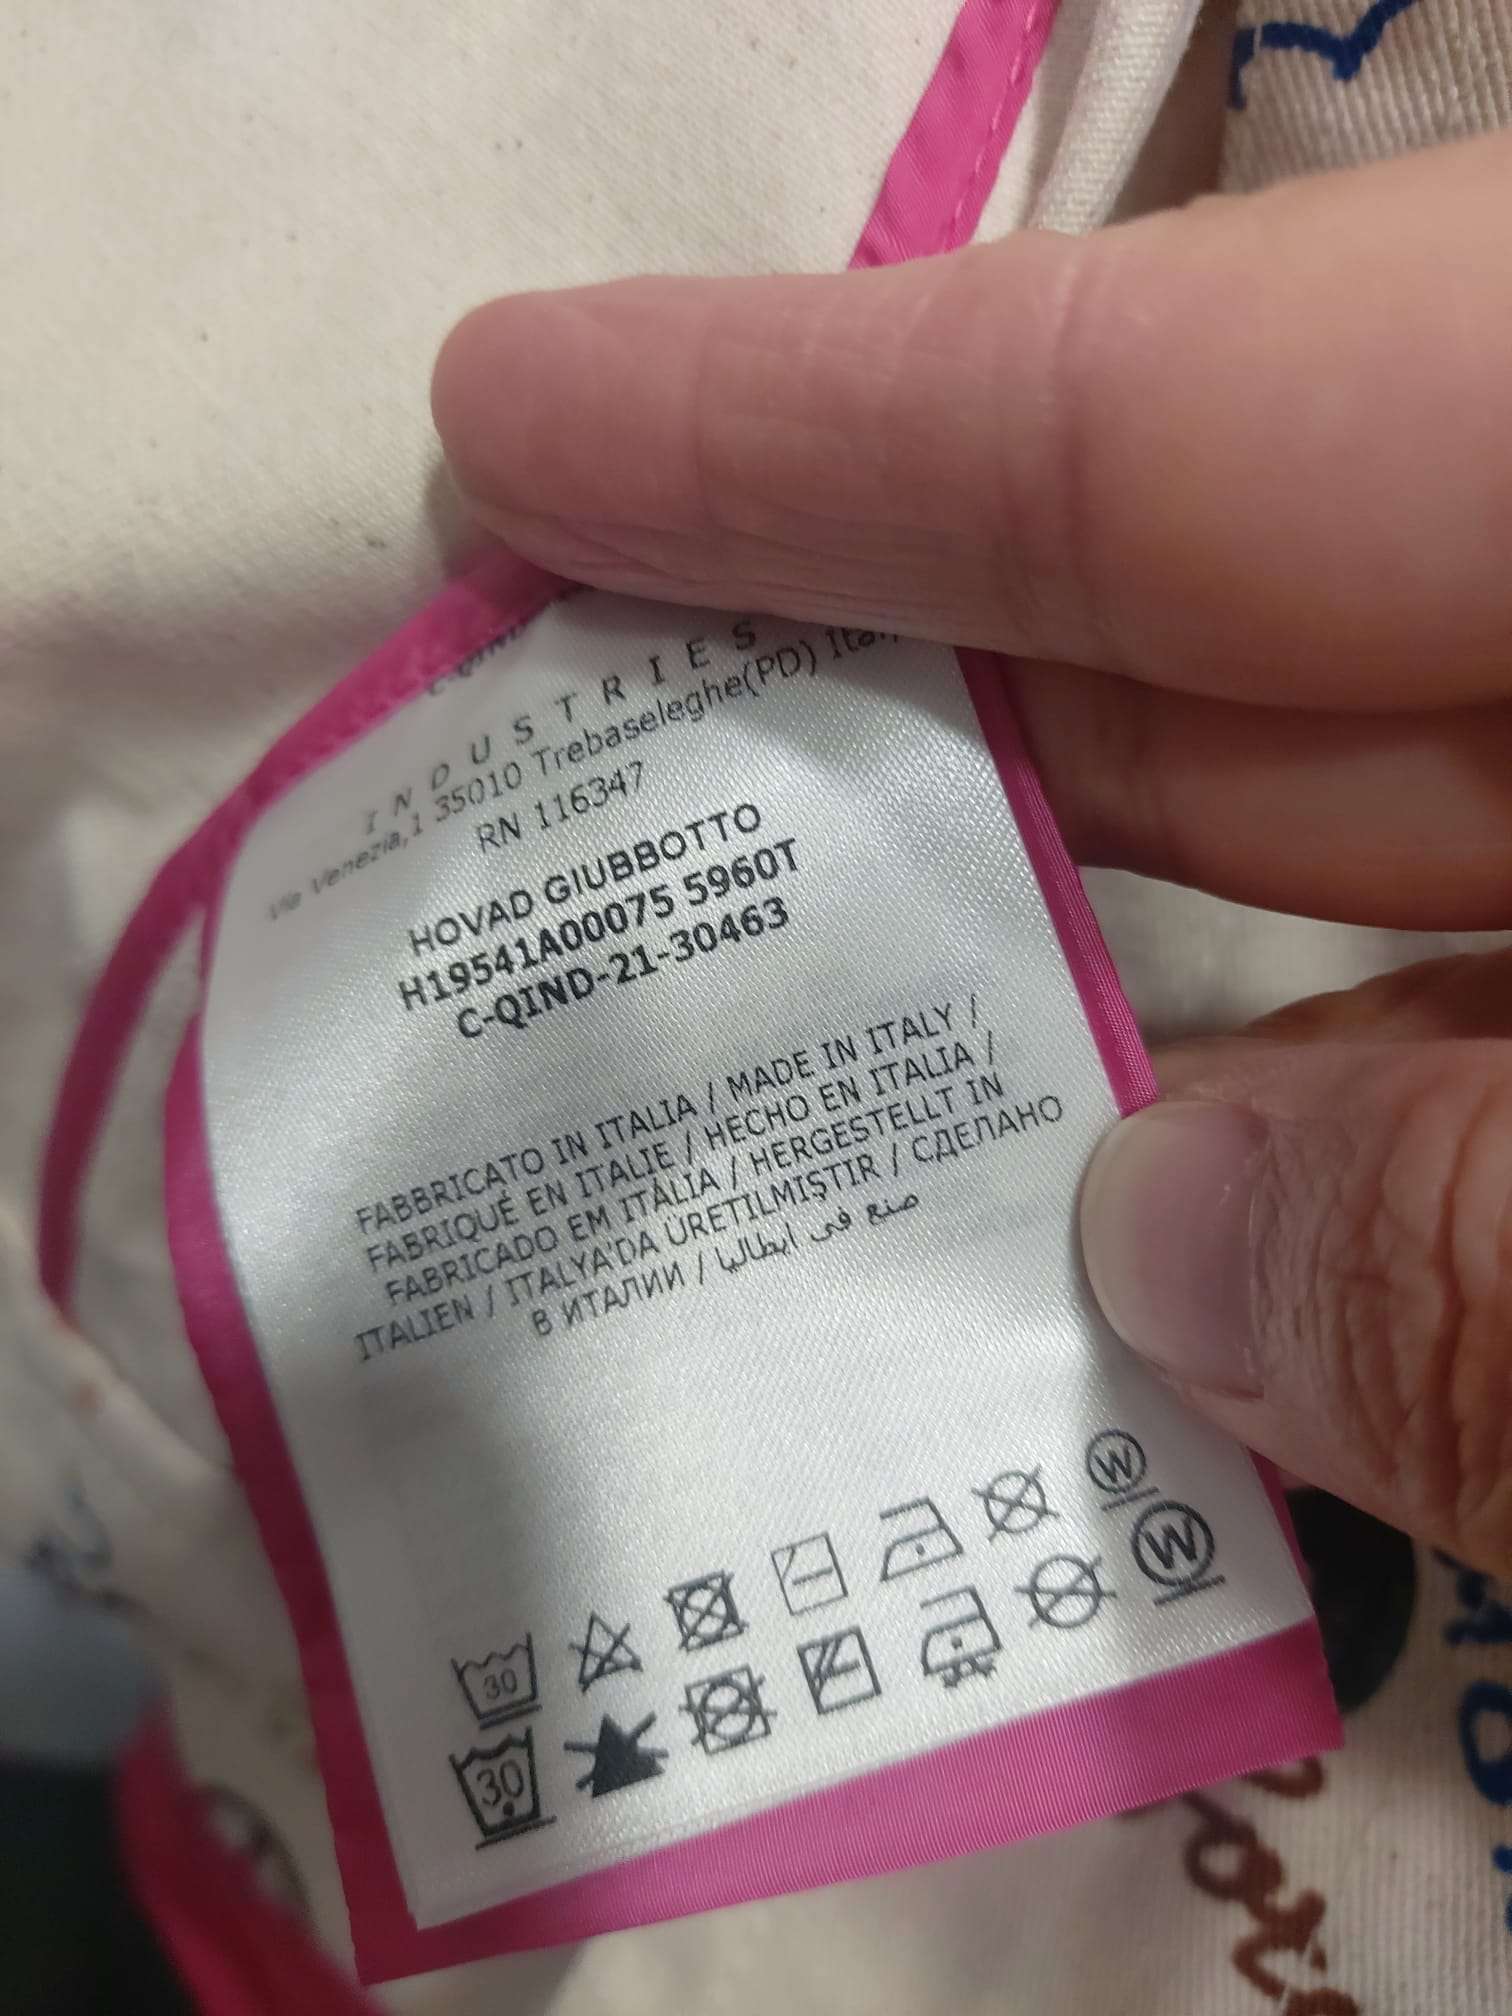 C-QIND
INDUSTRIES
Via Venezia,1 35010 Trebaseleghe(PD)
RN 116347
HOVAD GIUBBOTTO
H19541A00075 5960T
C-QIND-21-30463
FABBRICATO IN ITALIA / MADE IN ITALY /
FABRIQUÉ EN ITALIE / HECHO EN ITALIA /
FABRICADO EM ITÁLIA / HERGESTELLT IN
ITALIEN / ITALYA'DA ÜRETILMIŞTIR / СДЕЛАНО
В ИТАЛИИ / صنع في ايطاليا
30 W
30 W